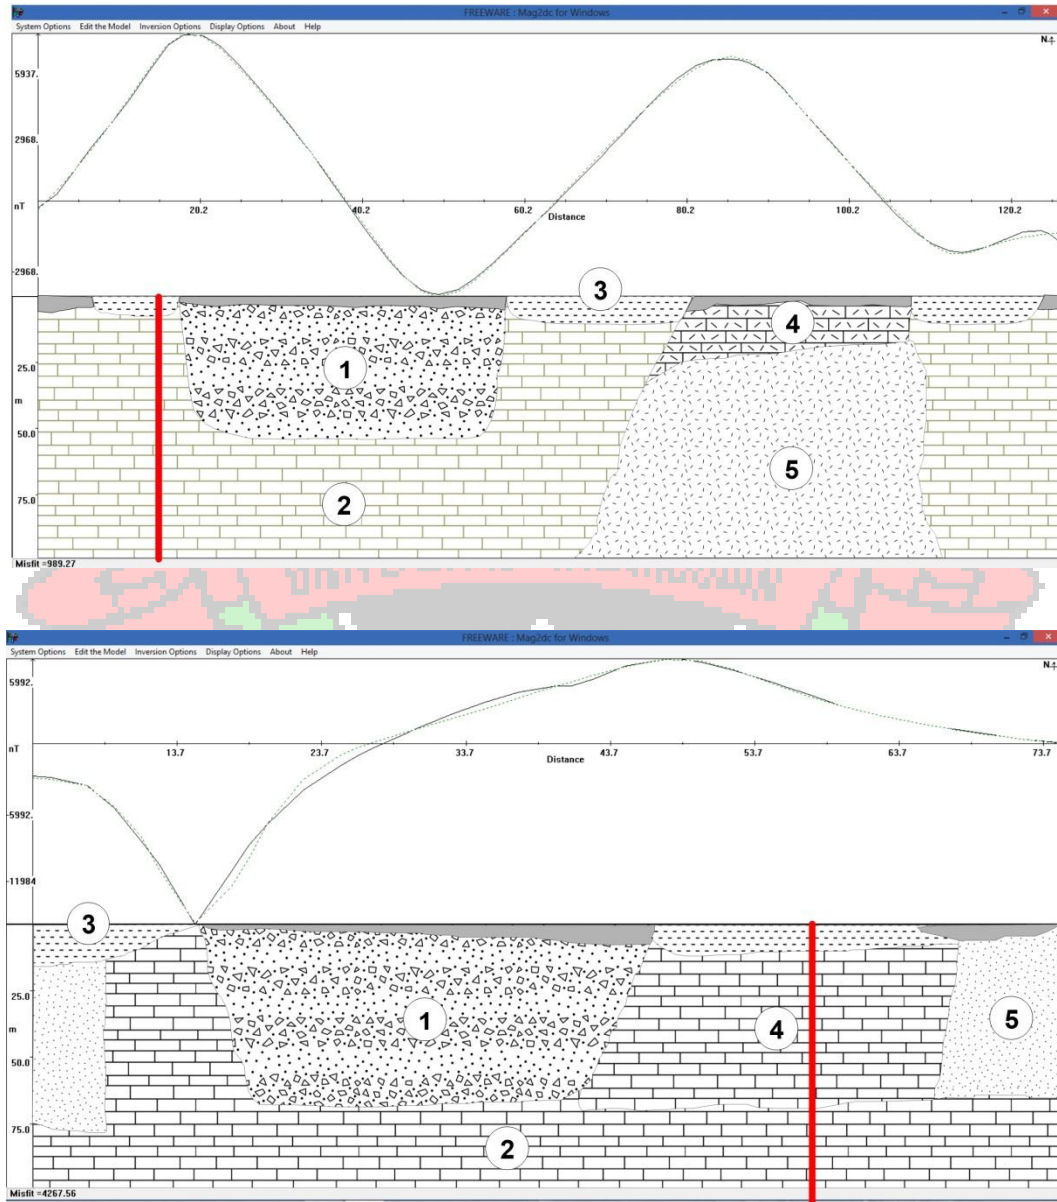 FREEWARE : Mag2dc for Windows
System Options Edit the Model Inversion Options Display Options About Help
N
5937.
2968.
nT
20.2 40.2 60.2 80.2 100.2 120.2
Distance
-2968.
3
4
1
25.0
m
50.0
5
2
75.0
Misfit =989.27
FREEWARE : Mag2dc for Windows
System Options Edit the Model Inversion Options Display Options About Help
N
5992.
nT
13.7 23.7 33.7 43.7 53.7 63.7 73.7
Distance
-5992.
-11984
3
25.0
1
4
5
m
50.0
75.0
2
Misfit =4267.56